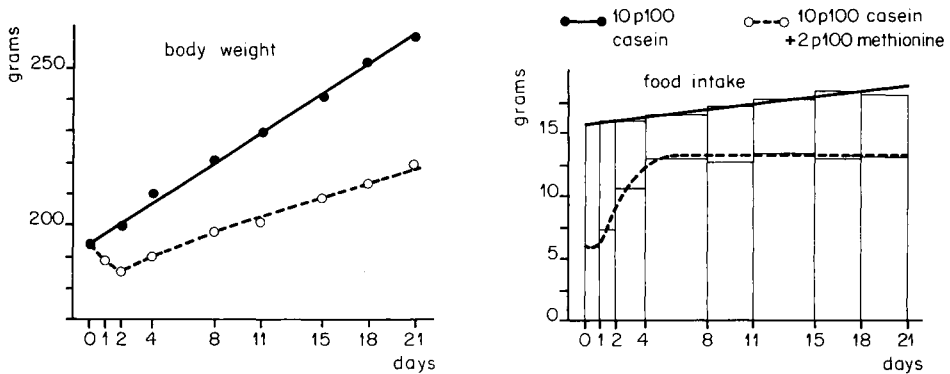 grams
body weight
250
200
0 1 2 4 8 11 15 18 21
days
10 p100
casein
10 p100 casein
+2 p100 methionine
grams
food intake
15
10
5
0
0 1 2 4 8 11 15 18 21
days